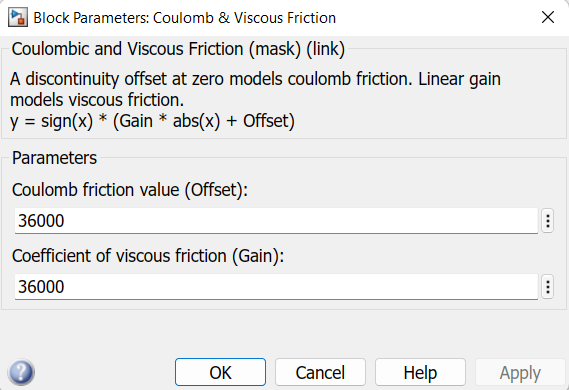 Block Parameters: Coulomb & Viscous Friction
Coulombic and Viscous Friction (mask) (link)
A discontinuity offset at zero models coulomb friction. Linear gain
models viscous friction.
y = sign(x) * (Gain * abs(x) + Offset)
Parameters
Coulomb friction value (Offset):
36000
Coefficient of viscous friction (Gain):
36000
OK Cancel Help Apply